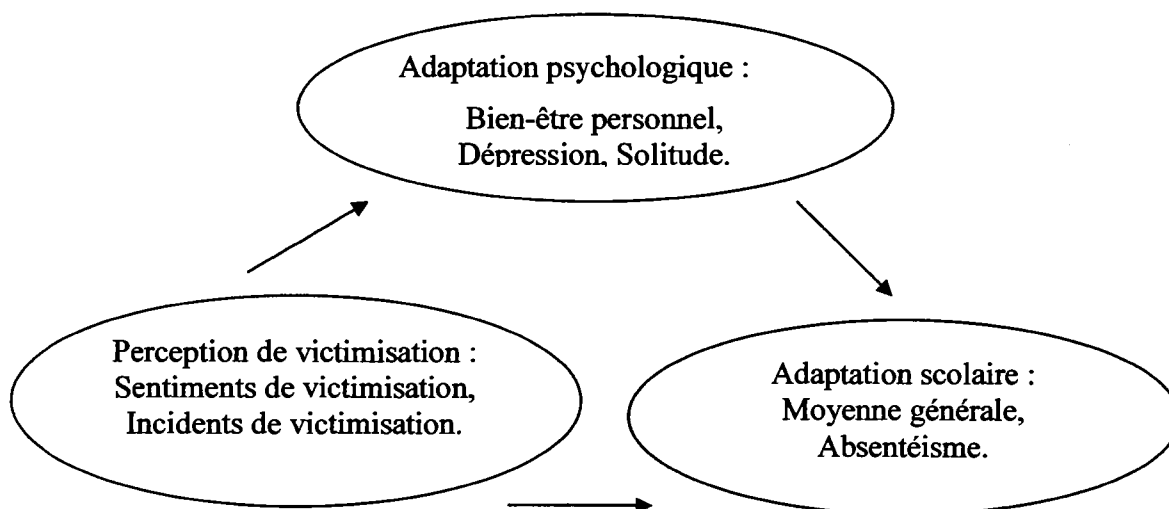 Adaptation psychologique :
Bien-être personnel,
Dépression, Solitude.
Perception de victimisation :
Sentiments de victimisation,
Incidents de victimisation.
Adaptation scolaire :
Moyenne générale,
Absentéisme.